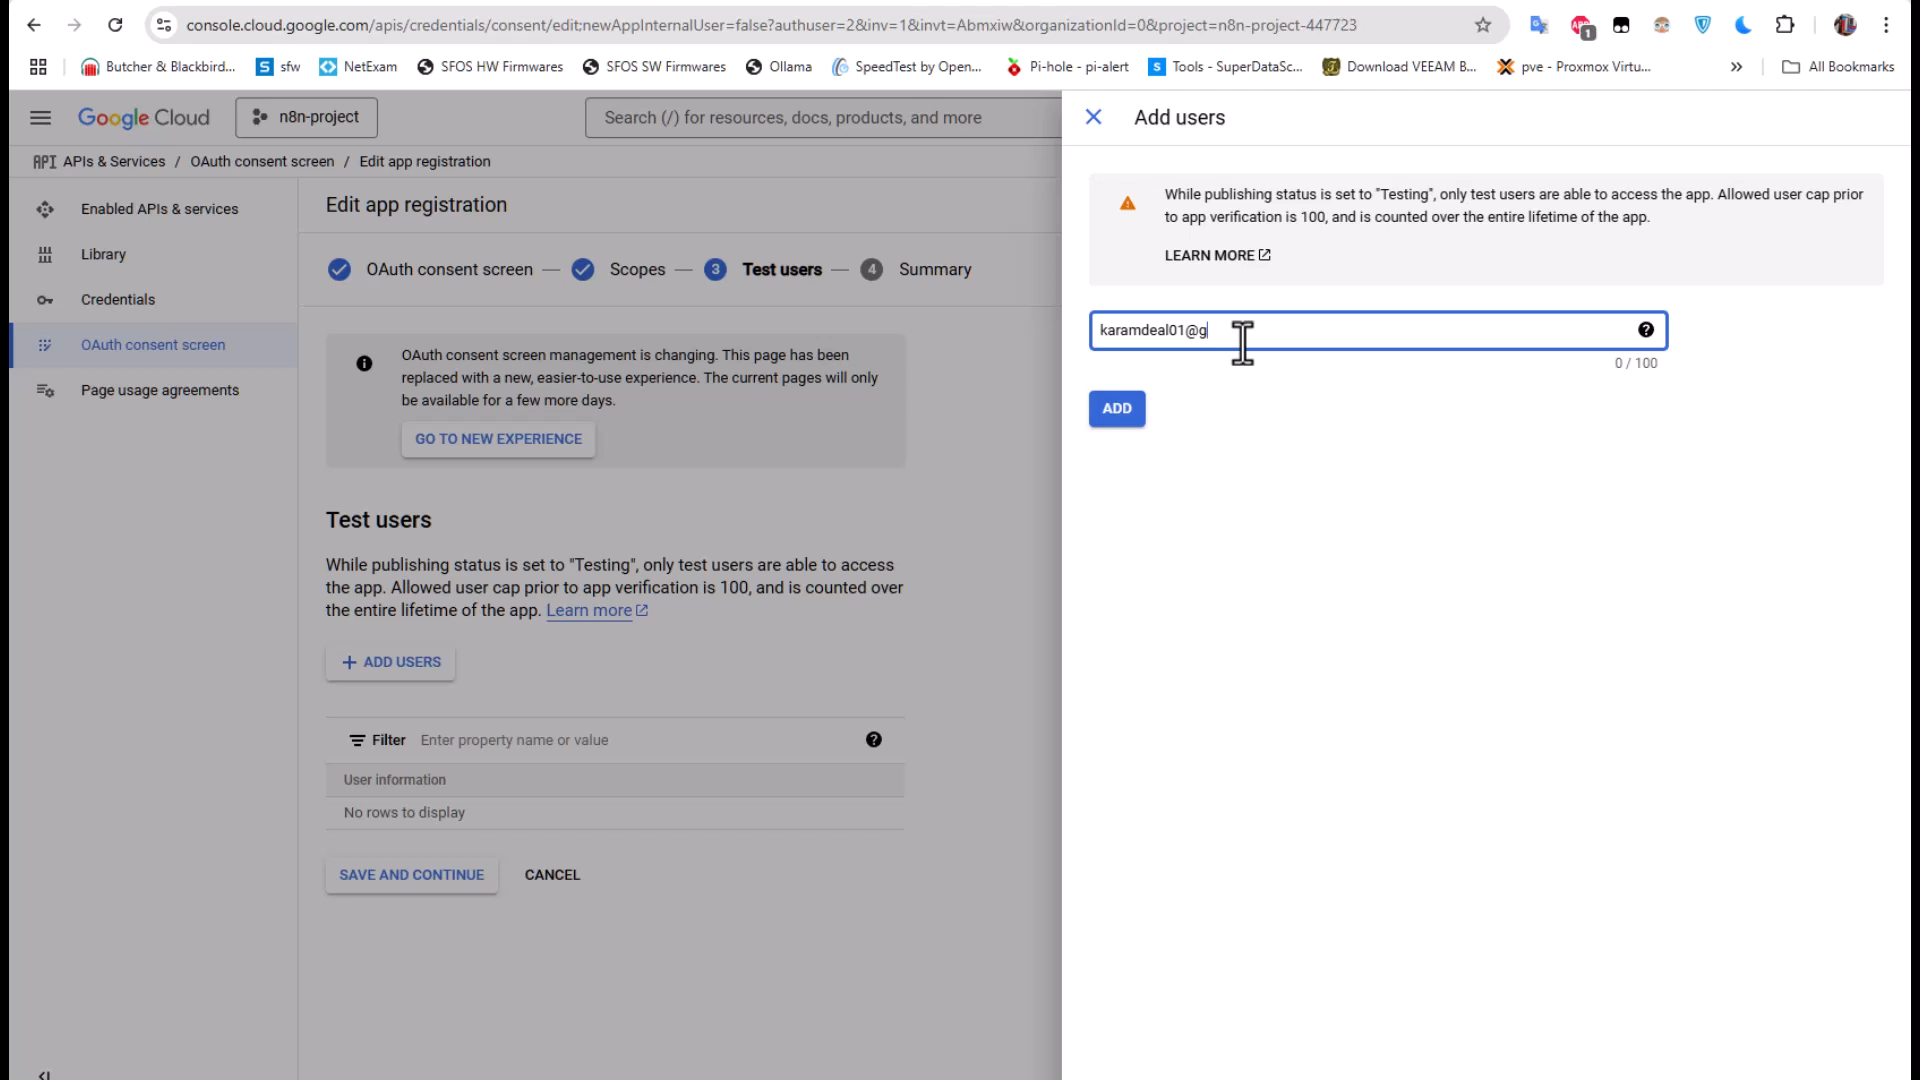 console.cloud.google.com/apis/credentials/consent/edit;newAppInternalUser=false?authuser=2&inv=1&invt=Abmxiw&organizationId=0&project=n8n-project-447723
1
Butcher & Blackbird...
S sfw
NetExam
SFOS HW Firmwares
SFOS SW Firmwares
Ollama
SpeedTest by Open...
Pi-hole - pi-alert
S Tools - SuperDataSc...
Download VEEAM B...
pve - Proxmox Virtu...
»
All Bookmarks
Google Cloud
n8n-project
Search (/) for resources, docs, products, and more
API APIs & Services / OAuth consent screen / Edit app registration
Enabled APIs & services
Library
Credentials
OAuth consent screen
Page usage agreements
Edit app registration
OAuth consent screen — Scopes — 3 Test users — 4 Summary
OAuth consent screen management is changing. This page has been
replaced with a new, easier-to-use experience. The current pages will only
be available for a few more days.
GO TO NEW EXPERIENCE
Test users
While publishing status is set to "Testing", only test users are able to access
the app. Allowed user cap prior to app verification is 100, and is counted over
the entire lifetime of the app. Learn more
+ ADD USERS
Filter Enter property name or value
User information
No rows to display
SAVE AND CONTINUE CANCEL
Add users
While publishing status is set to "Testing", only test users are able to access the app. Allowed user cap prior
to app verification is 100, and is counted over the entire lifetime of the app.
LEARN MORE
karamdeal01@g
0 / 100
ADD